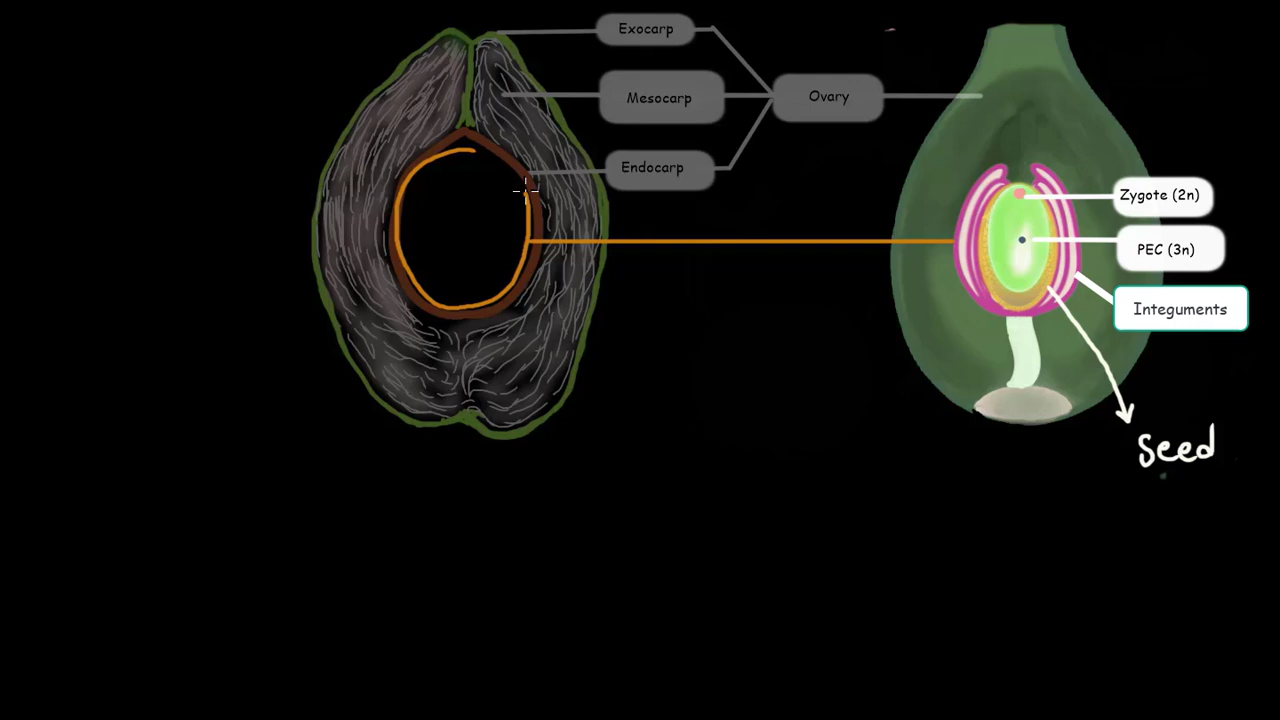 Exocarp
Mesocarp
Ovary
Endocarp
Zygote (2n)
PEC (3n)
Integuments
Seed